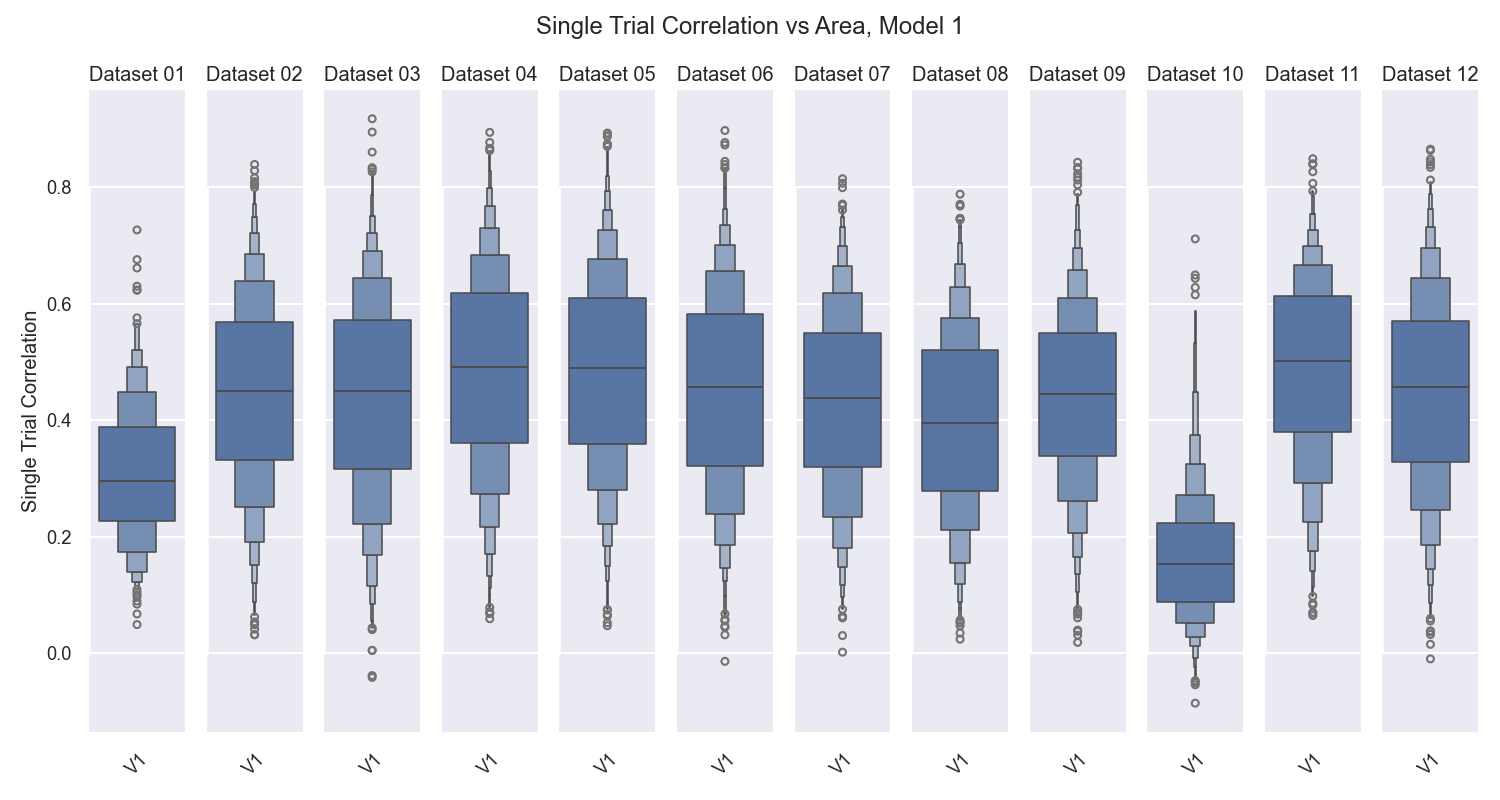 Single Trial Correlation vs Area, Model 1
Dataset 01 Dataset 02 Dataset 03 Dataset 04 Dataset 05 Dataset 06 Dataset 07 Dataset 08 Dataset 09 Dataset 10 Dataset 11 Dataset 12
Single Trial Correlation
0.8
0.6
0.4
0.2
0.0
V1 V1 V1 V1 V1 V1 V1 V1 V1 V1 V1 V1